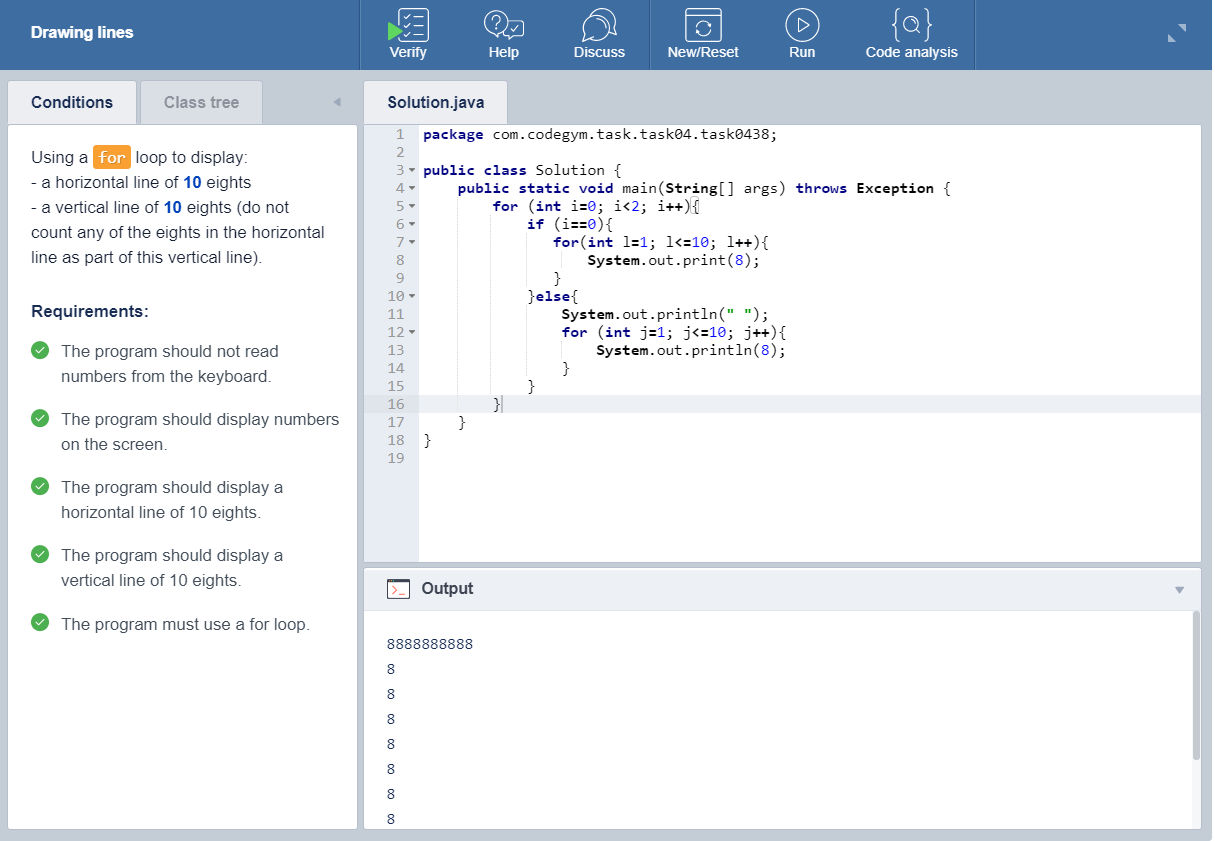 Drawing lines
Verify
Help
Discuss
New/Reset
Run
Code analysis
Conditions
Class tree
Using a for loop to display:
- a horizontal line of 10 eights
- a vertical line of 10 eights (do not
count any of the eights in the horizontal
line as part of this vertical line).
Requirements:
The program should not read
numbers from the keyboard.
The program should display numbers
on the screen.
The program should display a
horizontal line of 10 eights.
The program should display a
vertical line of 10 eights.
The program must use a for loop.
Solution.java
1 package com.codegym.task.task04.task0438;
2
3 public class Solution {
4     public static void main(String[] args) throws Exception {
5         for (int i=0; i<2; i++){
6             if (i==0){
7                for(int l=1; l<=10; l++){
8                    System.out.print(8);
9                }
10             }else{
11                 System.out.println(" ");
12                 for (int j=1; j<=10; j++){
13                     System.out.println(8);
14                 }
15             }
16         }
17     }
18 }
19
Output
8888888888
8
8
8
8
8
8
8